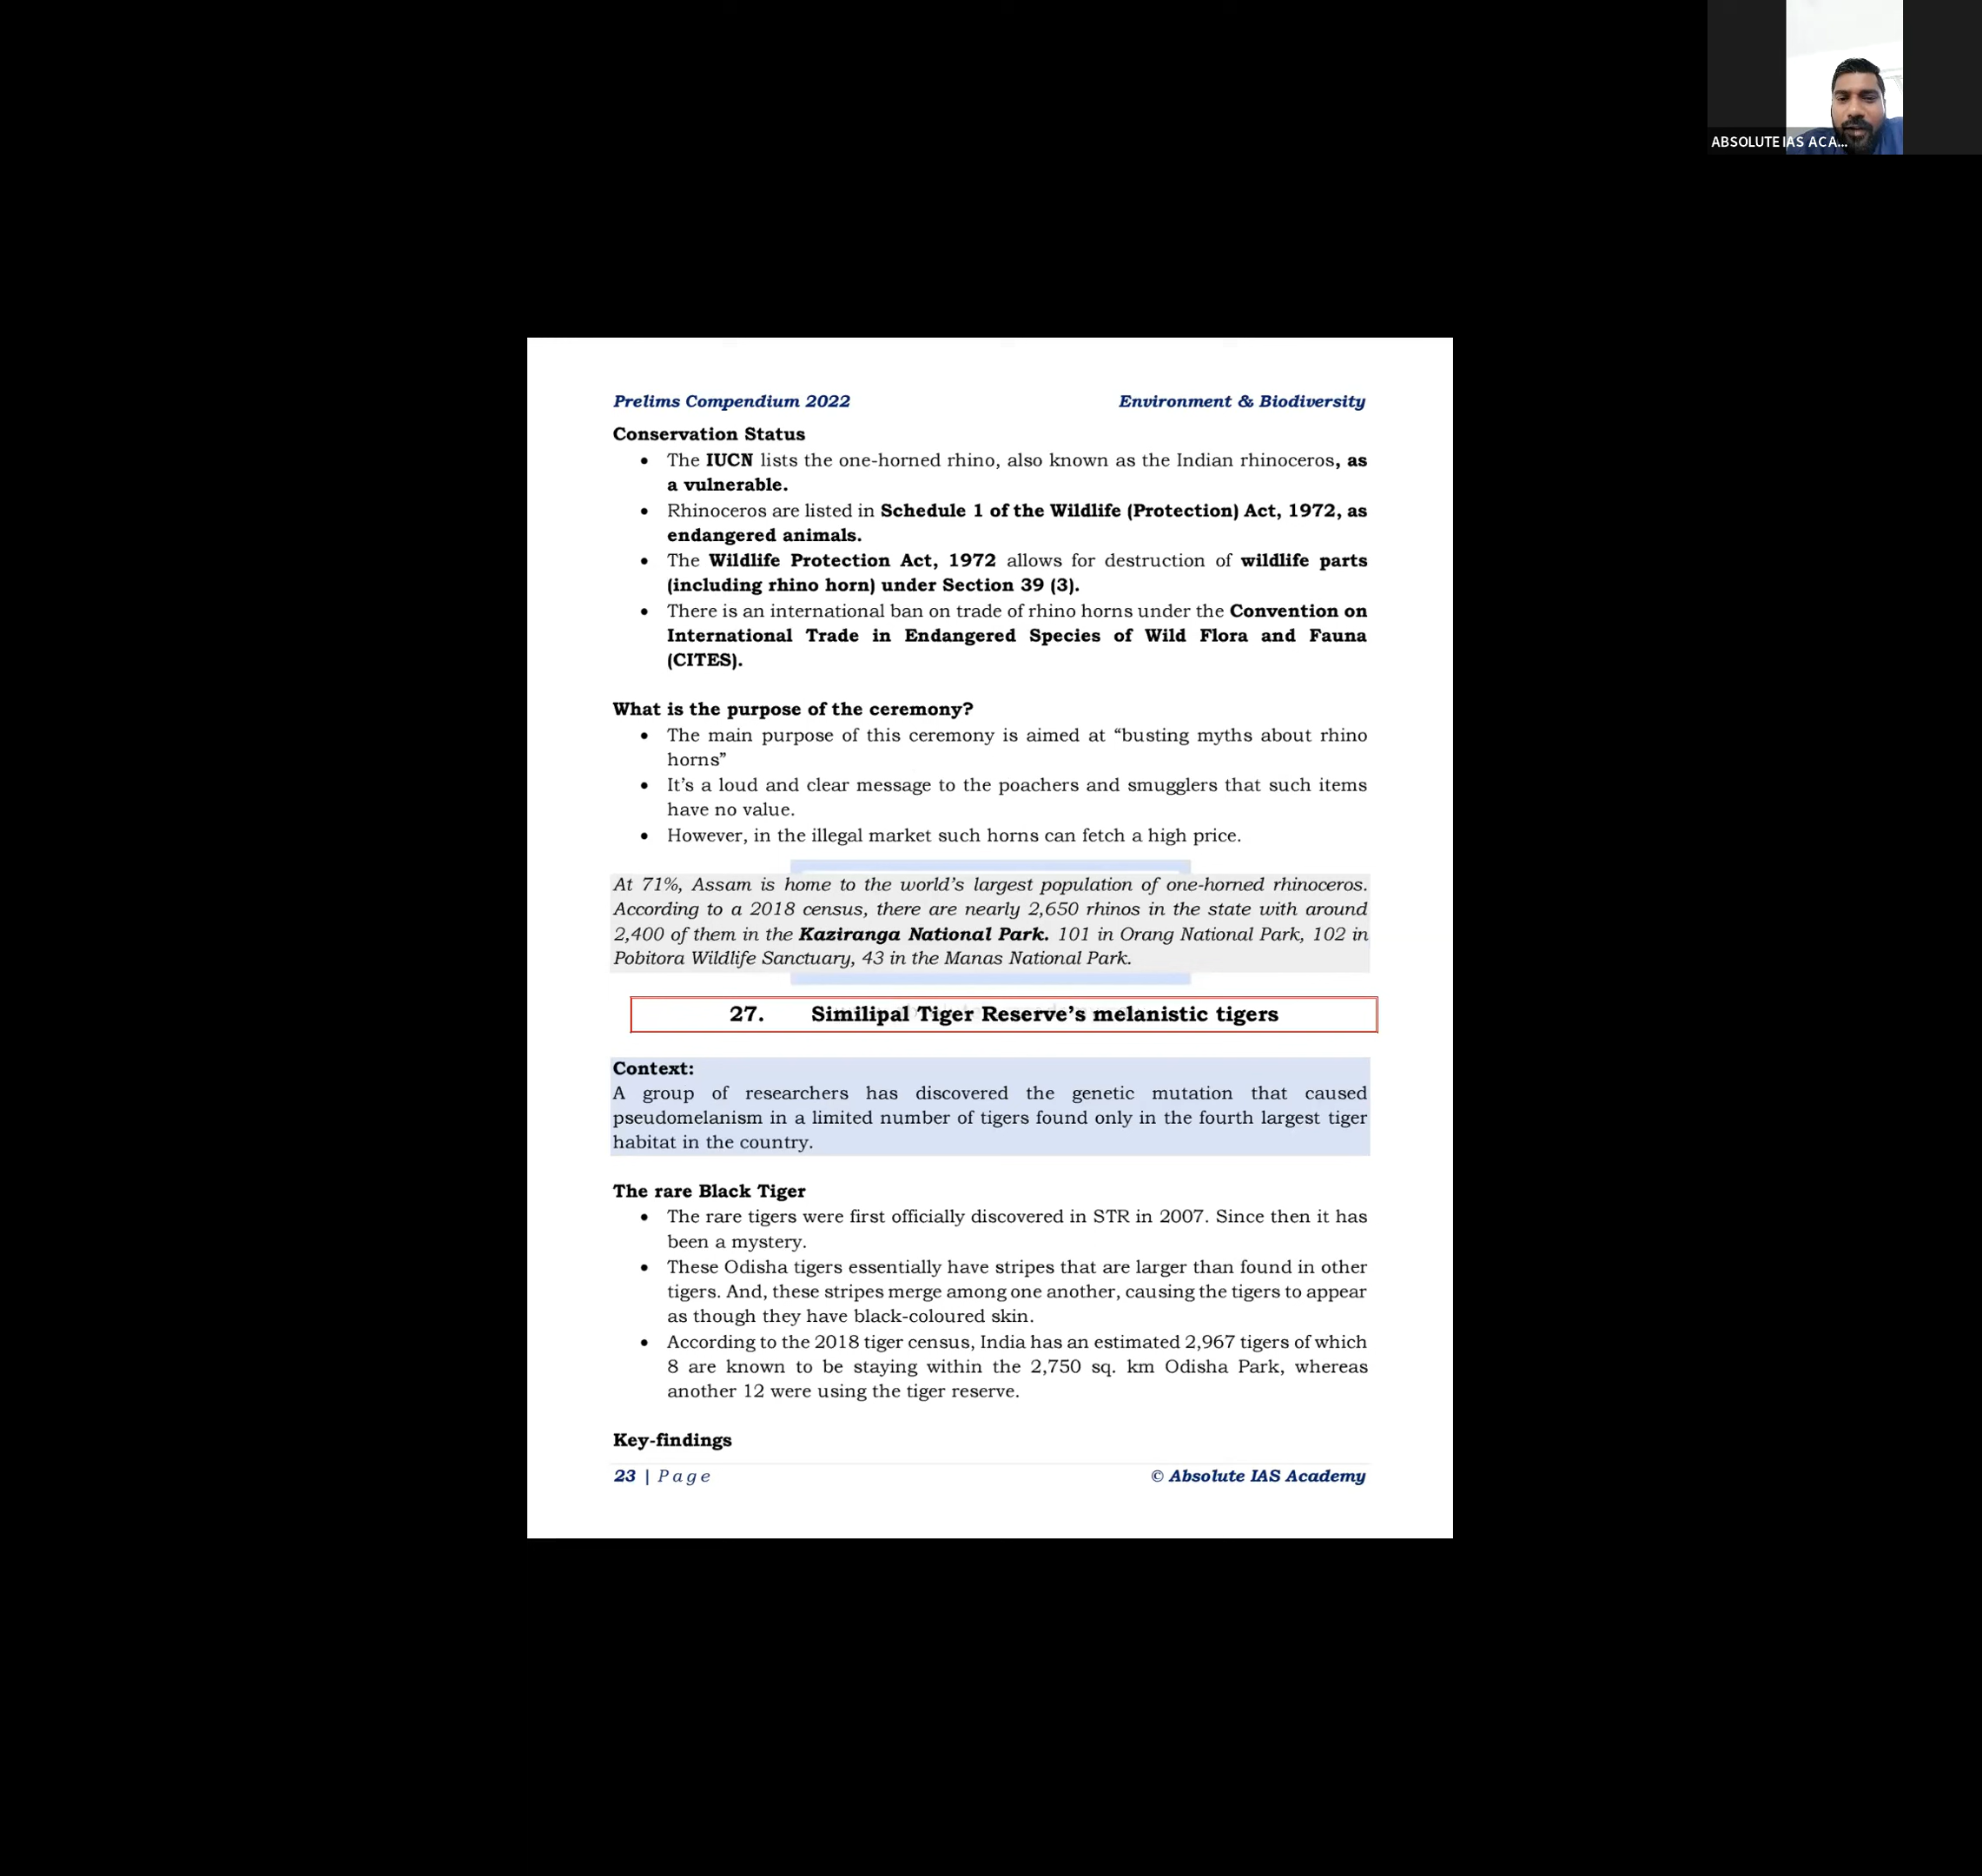 ABSOLUTE IAS ACA...
Prelims Compendium 2022 Environment & Biodiversity
Conservation Status
• The IUCN lists the one-horned rhino, also known as the Indian rhinoceros, as
a vulnerable.
• Rhinoceros are listed in Schedule 1 of the Wildlife (Protection) Act, 1972, as
endangered animals.
• The Wildlife Protection Act, 1972 allows for destruction of wildlife parts
(including rhino horn) under Section 39 (3).
• There is an international ban on trade of rhino horns under the Convention on
International Trade in Endangered Species of Wild Flora and Fauna
(CITES).
What is the purpose of the ceremony?
• The main purpose of this ceremony is aimed at “busting myths about rhino
horns”
• It’s a loud and clear message to the poachers and smugglers that such items
have no value.
• However, in the illegal market such horns can fetch a high price.
At 71%, Assam is home to the world’s largest population of one-horned rhinoceros.
According to a 2018 census, there are nearly 2,650 rhinos in the state with around
2,400 of them in the Kaziranga National Park. 101 in Orang National Park, 102 in
Pobitora Wildlife Sanctuary, 43 in the Manas National Park.
27. Similipal Tiger Reserve’s melanistic tigers
Context:
A group of researchers has discovered the genetic mutation that caused
pseudomelanism in a limited number of tigers found only in the fourth largest tiger
habitat in the country.
The rare Black Tiger
• The rare tigers were first officially discovered in STR in 2007. Since then it has
been a mystery.
• These Odisha tigers essentially have stripes that are larger than found in other
tigers. And, these stripes merge among one another, causing the tigers to appear
as though they have black-coloured skin.
• According to the 2018 tiger census, India has an estimated 2,967 tigers of which
8 are known to be staying within the 2,750 sq. km Odisha Park, whereas
another 12 were using the tiger reserve.
Key-findings
23 | Page © Absolute IAS Academy